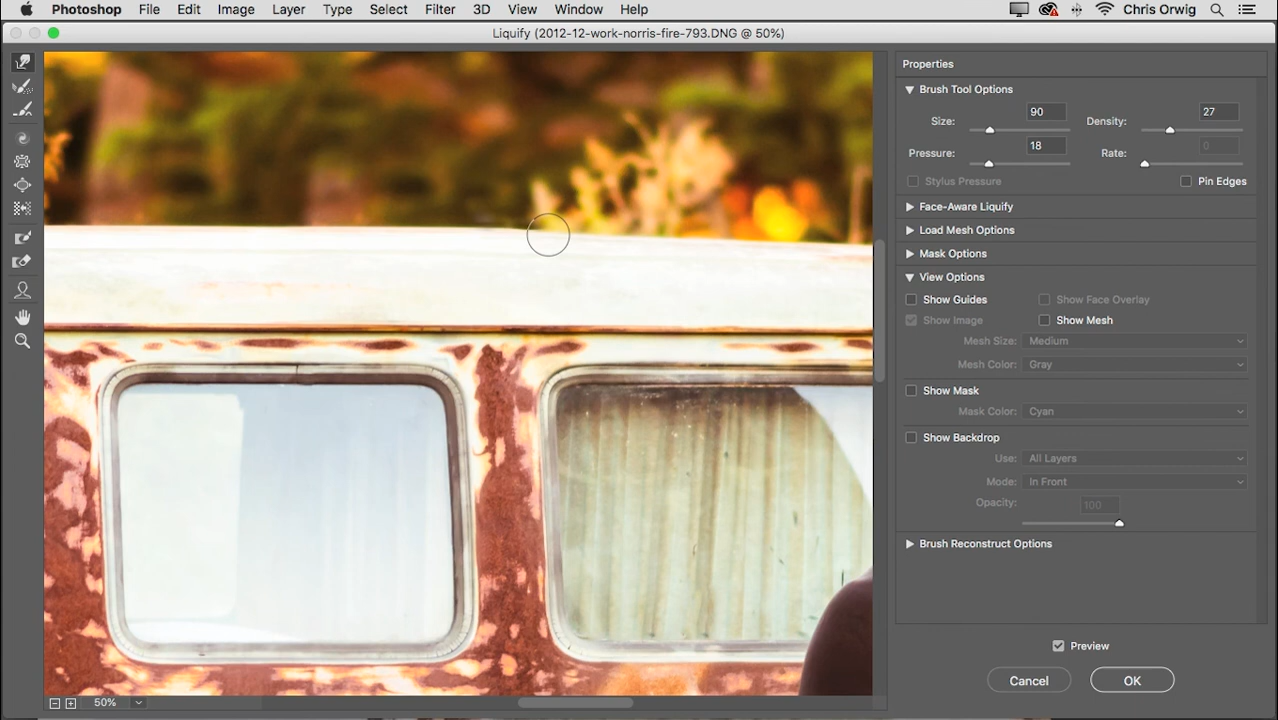 Photoshop File Edit Image Layer Type Select Filter 3D View Window Help Chris Orwig
Liquify (2012-12-work-norris-fire-793.DNG @ 50%)
Properties
Brush Tool Options
Size: 90 Density: 27
Pressure: 18 Rate: 0
Stylus Pressure Pin Edges
Face-Aware Liquify
Load Mesh Options
Mask Options
View Options
Show Guides Show Face Overlay
Show Image Show Mesh
Mesh Size: Medium
Mesh Color: Gray
Show Mask
Mask Color: Cyan
Show Backdrop
Use: All Layers
Mode: In Front
Opacity: 100
Brush Reconstruct Options
Preview
Cancel OK
50%